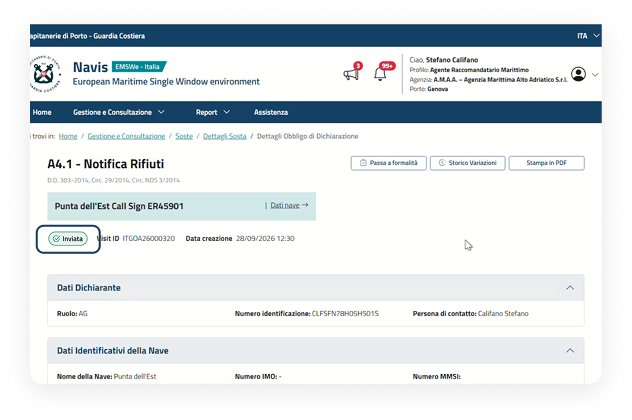 apitanerie di Porto - Guardia Costiera
ITA
Navis EMSWe - Italia
European Maritime Single Window environment
3
99+
Ciao, Stefano Califano
Profilo: Agente Raccomandatario Marittimo
Agenzia: A.M.A.A. – Agenzia Marittima Alto Adriatico S.r.l.
Porto: Genova
Home Gestione e Consultazione Report Assistenza
i trovi in: Home / Gestione e Consultazione / Soste / Dettagli Sosta / Dettagli Obbligo di Dichiarazione
A4.1 - Notifica Rifiuti
Passa a formalità Storico Variazioni Stampa in PDF
D.D. 303-2014, Circ. 29/2014, Circ. NDS 3/2014
Punta dell'Est Call Sign ER45901 | Dati nave →
Inviata Visit ID ITGOA26000320 Data creazione 28/09/2026 12:30
Dati Dichiarante
Ruolo: AG Numero identificazione: CLFSFN78H05H501S Persona di contatto: Califano Stefano
Dati Identificativi della Nave
Nome della Nave: Punta dell'Est Numero IMO: - Numero MMSI: